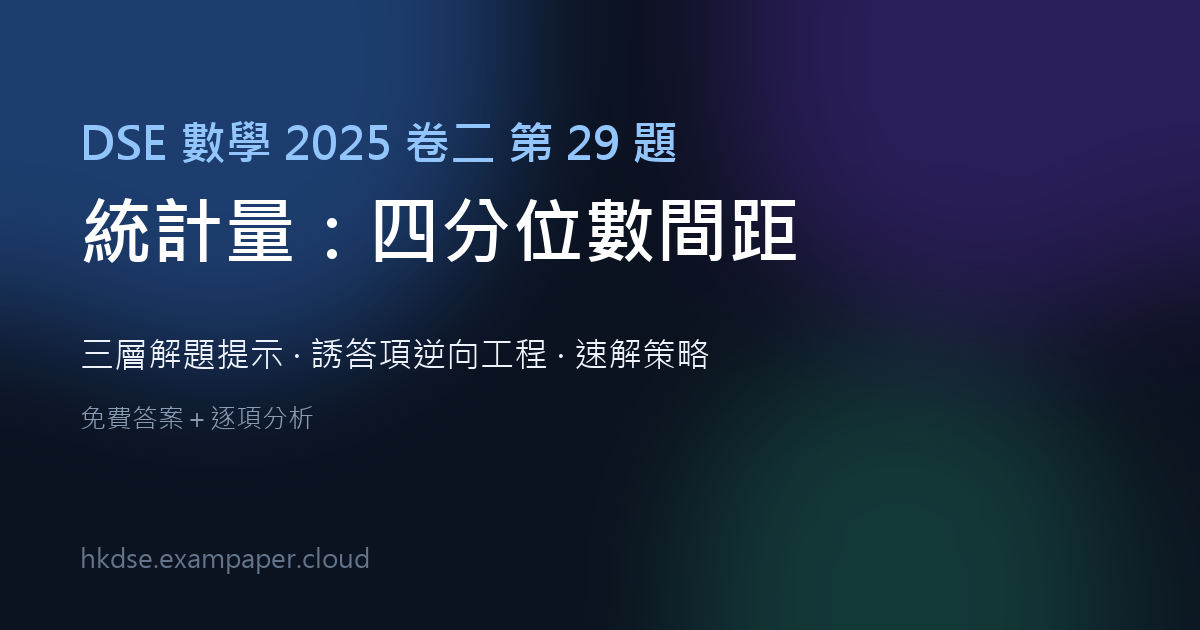 DSE 數學 2025 卷二 第 29 題
統計量：四分位數間距
三層解題提示 · 誘答項逆向工程 · 速解策略
免費答案 + 逐項分析
hkdse.exampaper.cloud